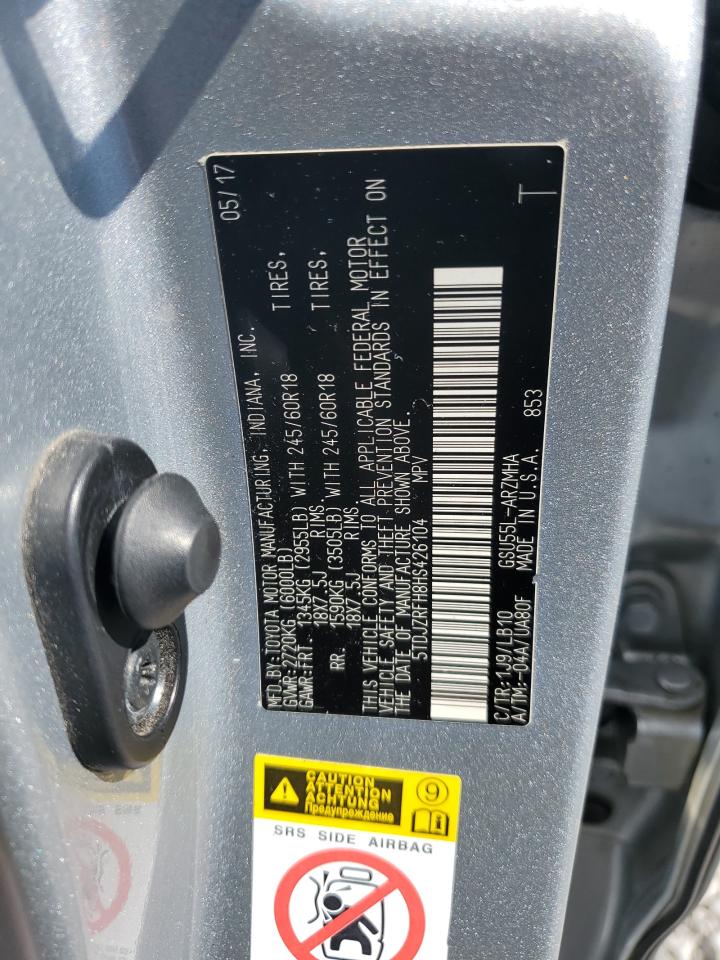 MFD.BY:TOYOTA MOTOR MANUFACTURING, INDIANA, INC. 05/17
GVWR:2720KG (6000LB)
GAWR:FRT. 1345KG (2955LB) WITH 245/60R18 TIRES,
18X7.5J RIMS
RR. 1590KG (3505LB) WITH 245/60R18 TIRES,
18X7.5J RIMS
THIS VEHICLE CONFORMS TO ALL APPLICABLE FEDERAL MOTOR
VEHICLE SAFETY AND THEFT PREVENTION STANDARDS IN EFFECT ON
THE DATE OF MANUFACTURE SHOWN ABOVE.
5TDJZRFH8HS426104 MPV
C/TR:1J9/LB10 GSU55L-ARZMHA
A/TM:-04A/UA80F MADE IN U.S.A. 853 T
CAUTION
ATTENTION
ACHTUNG
Предупреждение
9
SRS SIDE AIRBAG